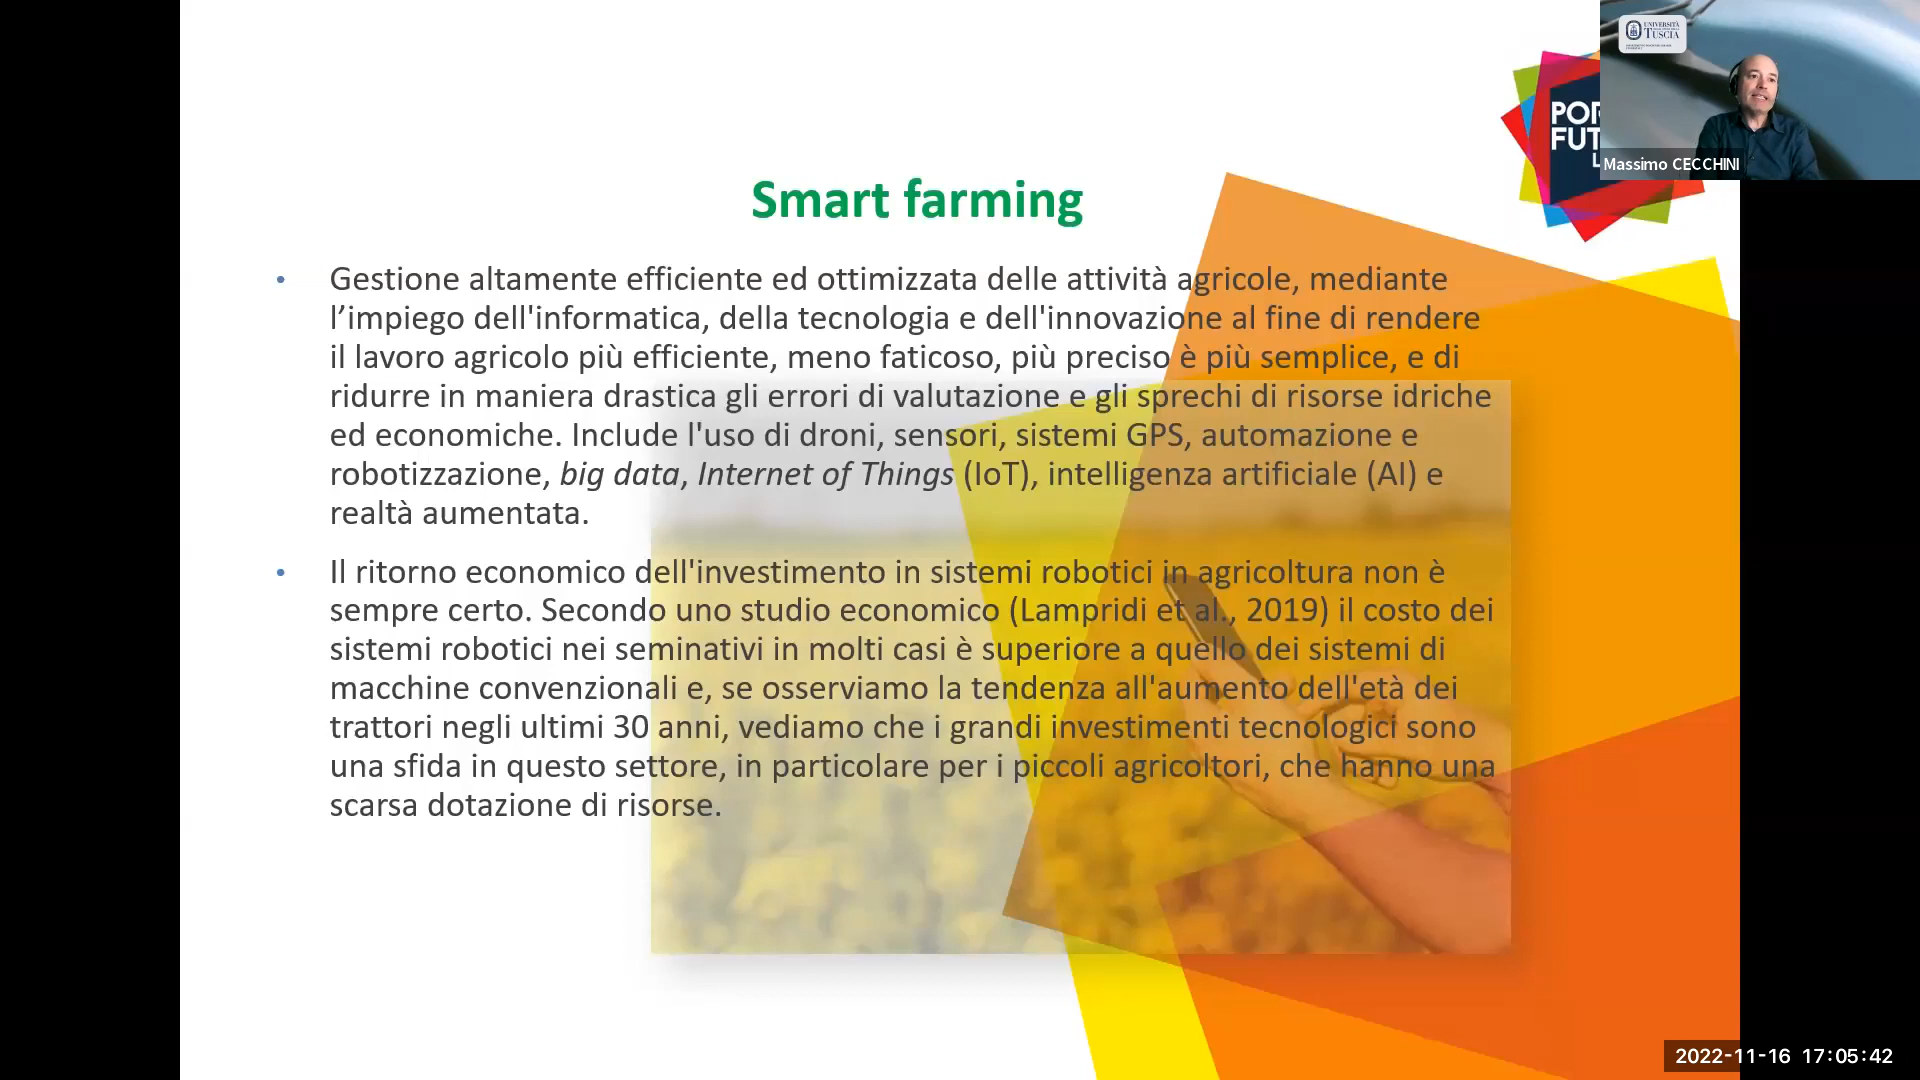 UNIVERSITÀ
TUSCIA
Massimo CECCHINI
Smart farming
• Gestione altamente efficiente ed ottimizzata delle attività agricole, mediante
l’impiego dell'informatica, della tecnologia e dell'innovazione al fine di rendere
il lavoro agricolo più efficiente, meno faticoso, più preciso è più semplice, e di
ridurre in maniera drastica gli errori di valutazione e gli sprechi di risorse idriche
ed economiche. Include l'uso di droni, sensori, sistemi GPS, automazione e
robotizzazione, big data, Internet of Things (IoT), intelligenza artificiale (AI) e
realtà aumentata.
• Il ritorno economico dell'investimento in sistemi robotici in agricoltura non è
sempre certo. Secondo uno studio economico (Lampridi et al., 2019) il costo dei
sistemi robotici nei seminativi in molti casi è superiore a quello dei sistemi di
macchine convenzionali e, se osserviamo la tendenza all'aumento dell'età dei
trattori negli ultimi 30 anni, vediamo che i grandi investimenti tecnologici sono
una sfida in questo settore, in particolare per i piccoli agricoltori, che hanno una
scarsa dotazione di risorse.
2022-11-16 17:05:42